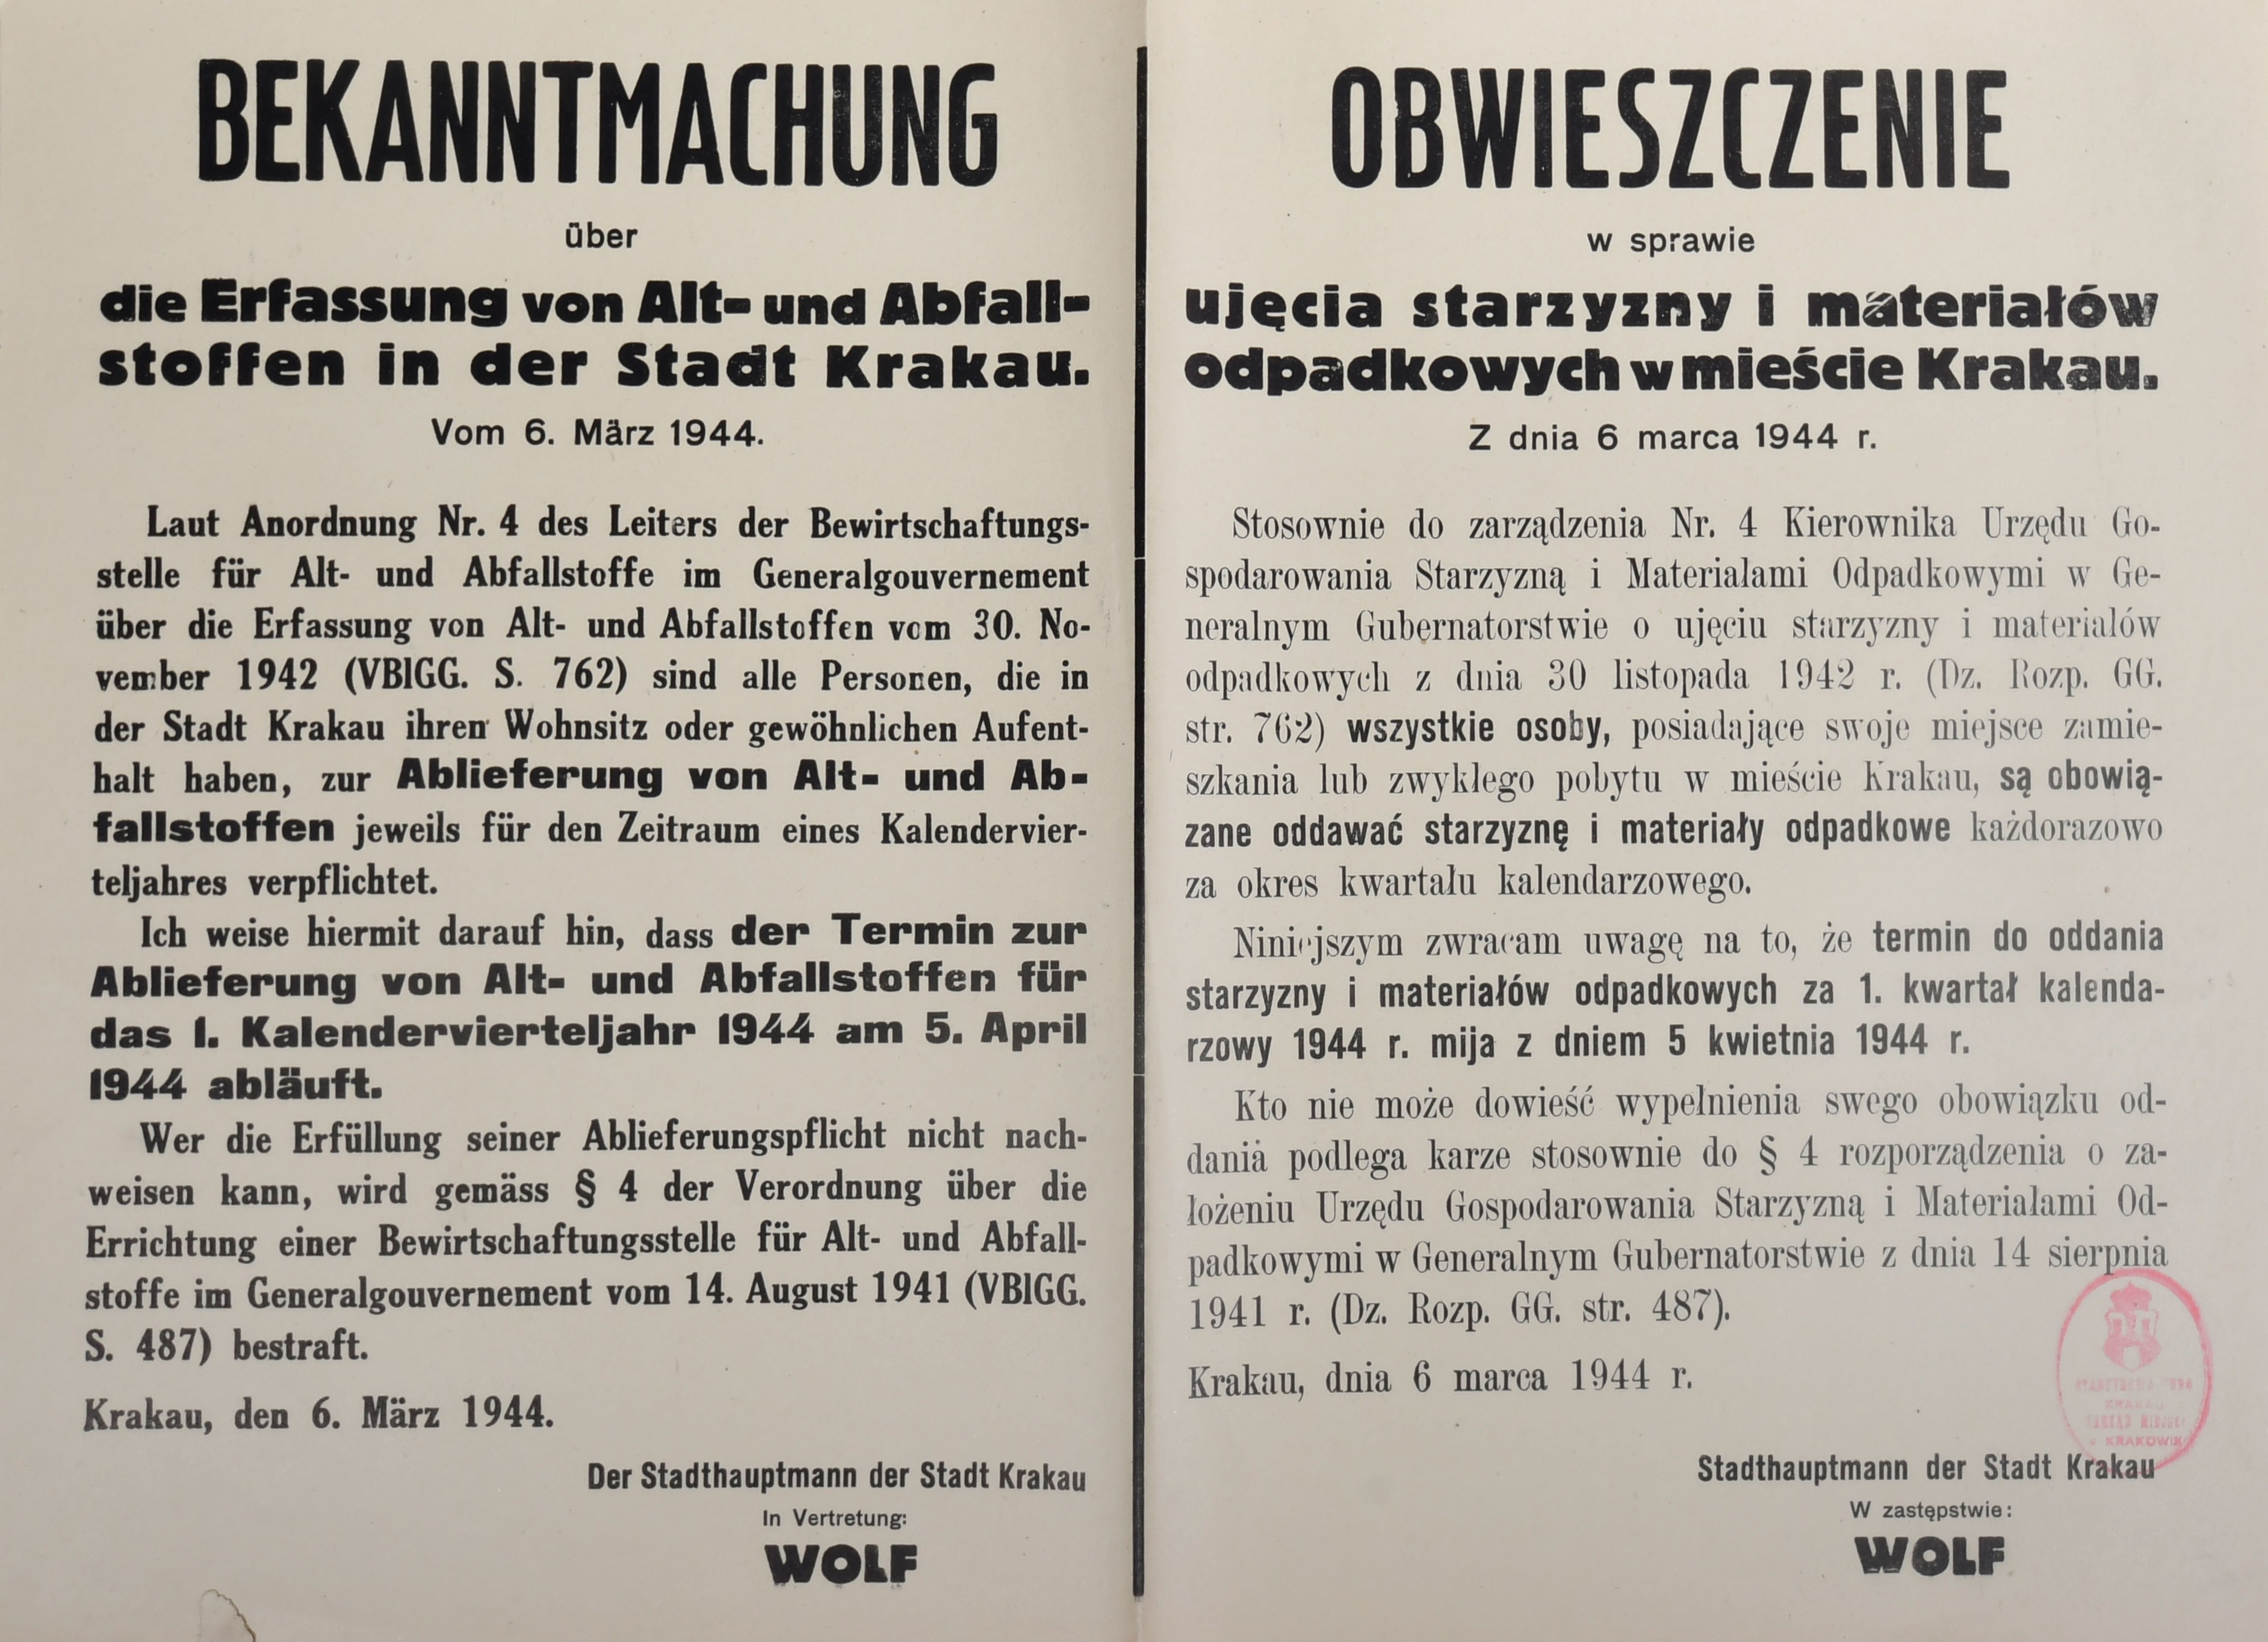 BEKANNTMACHUNG
über
die Erfassung von Alt- und Abfall-
stoffen in der Stadt Krakau.
Vom 6. März 1944.
Laut Anordnung Nr. 4 des Leiters der Bewirtschaftungs-
stelle für Alt- und Abfallstoffe im Generalgouvernement
über die Erfassung von Alt- und Abfallstoffen vom 30. No-
vember 1942 (VBlGG. S. 762) sind alle Personen, die in
der Stadt Krakau ihren Wohnsitz oder gewöhnlichen Aufent-
halt haben, zur Ablieferung von Alt- und Ab-
fallstoffen jeweils für den Zeitraum eines Kalendervier-
teljahres verpflichtet.
Ich weise hiermit darauf hin, dass der Termin zur
Ablieferung von Alt- und Abfallstoffen für
das I. Kalendervierteljahr 1944 am 5. April
1944 abläuft.
Wer die Erfüllung seiner Ablieferungspflicht nicht nach-
weisen kann, wird gemäss § 4 der Verordnung über die
Errichtung einer Bewirtschaftungsstelle für Alt- und Abfall-
stoffe im Generalgouvernement vom 14. August 1941 (VBlGG.
S. 487) bestraft.
Krakau, den 6. März 1944.
Der Stadthauptmann der Stadt Krakau
In Vertretung:
WOLF
OBWIESZCZENIE
w sprawie
ujęcia starzyzny i materiałów
odpadkowych w mieście Krakau.
Z dnia 6 marca 1944 r.
Stosownie do zarządzenia Nr. 4 Kierownika Urzędu Go-
spodarowania Starzyzną i Materiałami Odpadkowymi w Ge-
neralnym Gubernatorstwie o ujęciu starzyzny i materiałów
odpadkowych z dnia 30 listopada 1942 r. (Dz. Rozp. GG.
str. 762) wszystkie osoby, posiadające swoje miejsce zamie-
szkania lub zwykłego pobytu w mieście Krakau, są obowią-
zane oddawać starzyznę i materiały odpadkowe każdorazowo
za okres kwartału kalendarzowego.
Niniejszym zwracam uwagę na to, że termin do oddania
starzyzny i materiałów odpadkowych za 1. kwartał kalenda-
rzowy 1944 r. mija z dniem 5 kwietnia 1944 r.
Kto nie może dowieść wypełnienia swego obowiązku od-
dania podlega karze stosownie do § 4 rozporządzenia o za-
łożeniu Urzędu Gospodarowania Starzyzną i Materiałami Od-
padkowymi w Generalnym Gubernatorstwie z dnia 14 sierpnia
1941 r. (Dz. Rozp. GG. str. 487).
Krakau, dnia 6 marca 1944 r.
KRAKAU
w KRAKOWIE
Stadthauptmann der Stadt Krakau
W zastępstwie:
WOLF